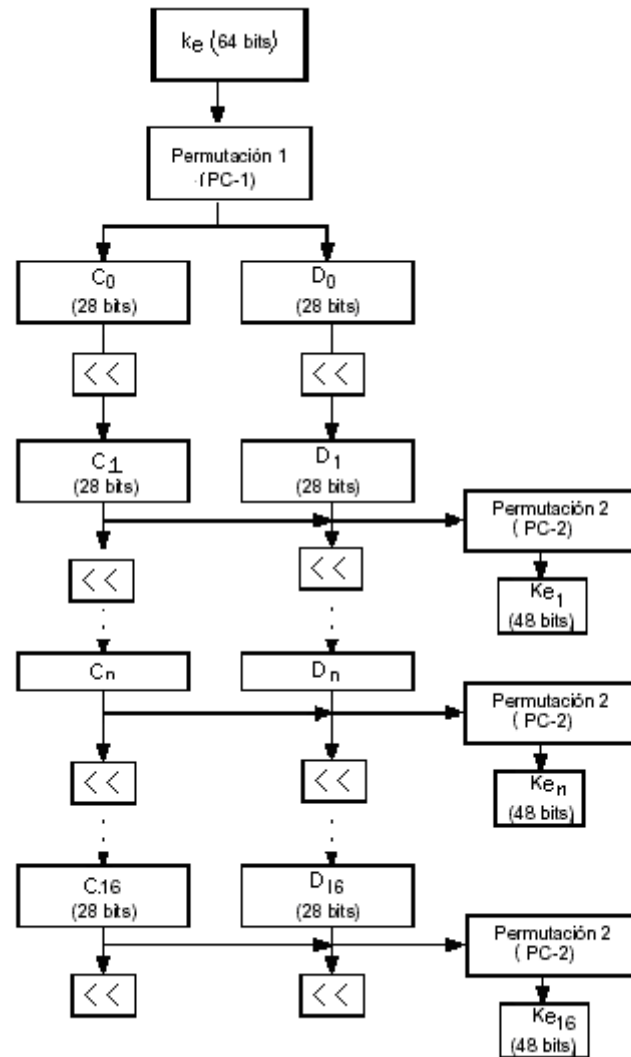 ke (64 bits)
Permutación 1
(PC-1)
C0
(28 bits)
D0
(28 bits)
<<
<<
C1
(28 bits)
D1
(28 bits)
Permutación 2
( PC-2)
<<
<<
Ke1
(48 bits)
Cn
Dn
Permutación 2
( PC-2)
<<
<<
Ken
(48 bits)
C.16
(28 bits)
D16
(28 bits)
Permutación 2
( PC-2)
<<
<<
Ke16
(48 bits)